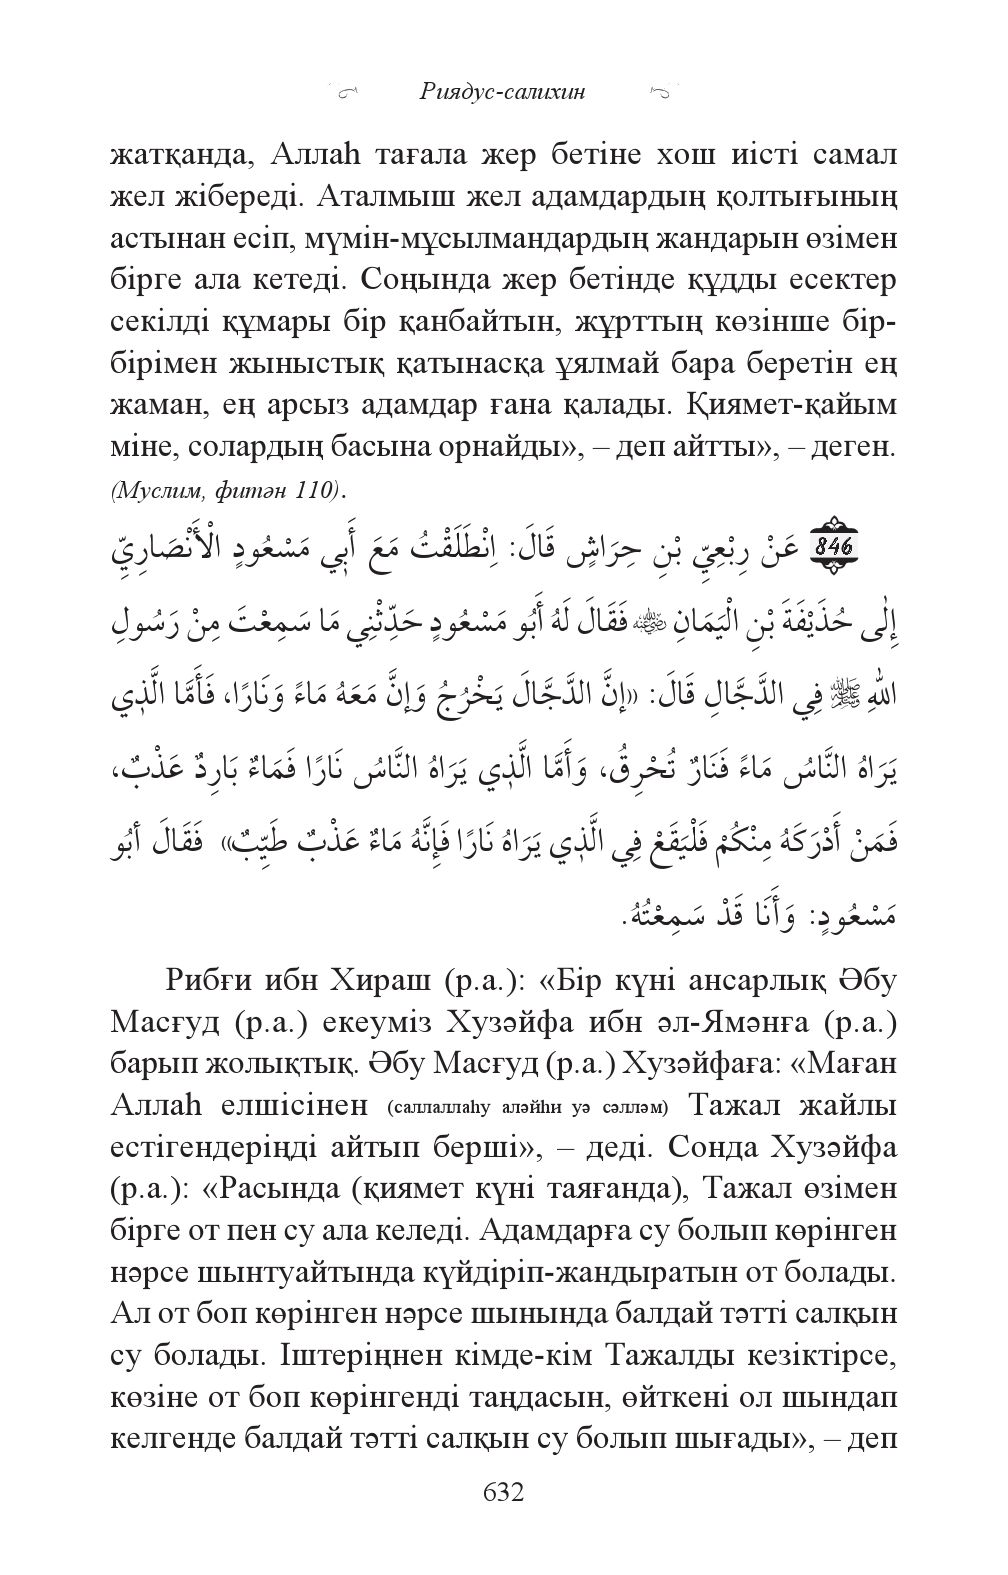 Риядус-салихин
жатқанда, Аллаһ тағала жер бетіне хош иісті самал
жел жібереді. Аталмыш жел адамдардың қолтығының
астынан есіп, мүмін-мұсылмандардың жандарын өзімен
бірге ала кетеді. Соңында жер бетінде құдды есектер
секілді құмары бір қанбайтын, жұрттың көзінше бір-
бірімен жыныстық қатынасқа ұялмай бара беретін ең
жаман, ең арсыз адамдар ғана қалады. Қиямет-қайым
міне, солардың басына орнайды», – деп айтты», – деген.
(Муслим, фитән 110).
846 عَنْ رِبْعِيِّ بْنِ حِرَاشٍ قَالَ: اِنْطَلَقْتُ مَعَ أَبِي مَسْعُودٍ الْأَنْصَارِيِّ
إِلٰى حُذَيْفَةَ بْنِ الْيَمَانِ ﷛ فَقَالَ لَهُ أَبُو مَسْعُودٍ حَدِّثْنِي مَا سَمِعْتَ مِنْ رَسُولِ
اللهِ ﷺ فِي الدَّجَّالِ قَالَ: «إنَّ الدَّجَّالَ يَخْرُجُ وَإنَّ مَعَهُ مَاءً وَنَارًا، فَأَمَّا الَّذِي
يَرَاهُ النَّاسُ مَاءً فَنَارٌ تُحْرِقُ، وَأَمَّا الَّذِي يَرَاهُ النَّاسُ نَارًا فَمَاءٌ بَارِدٌ عَذْبٌ،
فَمَنْ أَدْرَكَهُ مِنْكُمْ فَلْيَقَعْ فِي الَّذِي يَرَاهُ نَارًا فَإِنَّهُ مَاءٌ عَذْبٌ طَيِّبٌ» فَقَالَ أبُو
مَسْعُودٍ: وَأَنَا قَدْ سَمِعْتُهُ.
Рибғи ибн Хираш (р.а.): «Бір күні ансарлық Әбу
Масғуд (р.а.) екеуміз Хузәйфа ибн әл-Ямәнға (р.а.)
барып жолықтық. Әбу Масғуд (р.а.) Хузәйфаға: «Маған
Аллаһ елшісінен (саллаллаһу аләйһи уә сәлләм) Тажал жайлы
естігендеріңді айтып берші», – деді. Сонда Хузәйфа
(р.а.): «Расында (қиямет күні таяғанда), Тажал өзімен
бірге от пен су ала келеді. Адамдарға су болып көрінген
нәрсе шынтуайтында күйдіріп-жандыратын от болады.
Ал от боп көрінген нәрсе шынында балдай тәтті салқын
су болады. Іштеріңнен кімде-кім Тажалды кезіктірсе,
көзіне от боп көрінгенді таңдасын, өйткені ол шындап
келгенде балдай тәтті салқын су болып шығады», – деп
632